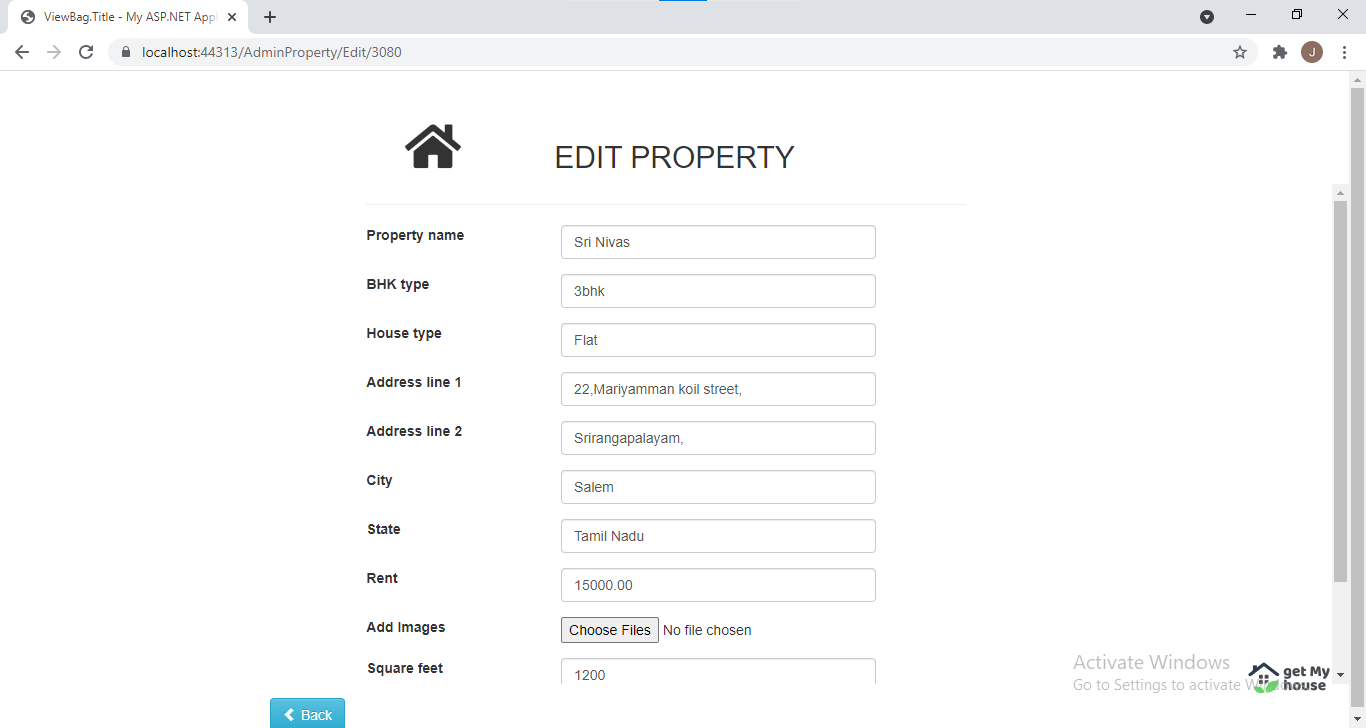 ViewBag.Title - My ASP.NET Appl
localhost:44313/AdminProperty/Edit/3080
J
EDIT PROPERTY
Property name
Sri Nivas
BHK type
3bhk
House type
Flat
Address line 1
22,Mariyamman koil street,
Address line 2
Srirangapalayam,
City
Salem
State
Tamil Nadu
Rent
15000.00
Add Images
Choose Files No file chosen
Square feet
1200
Activate Windows
Go to Settings to activate
get My
house
Back